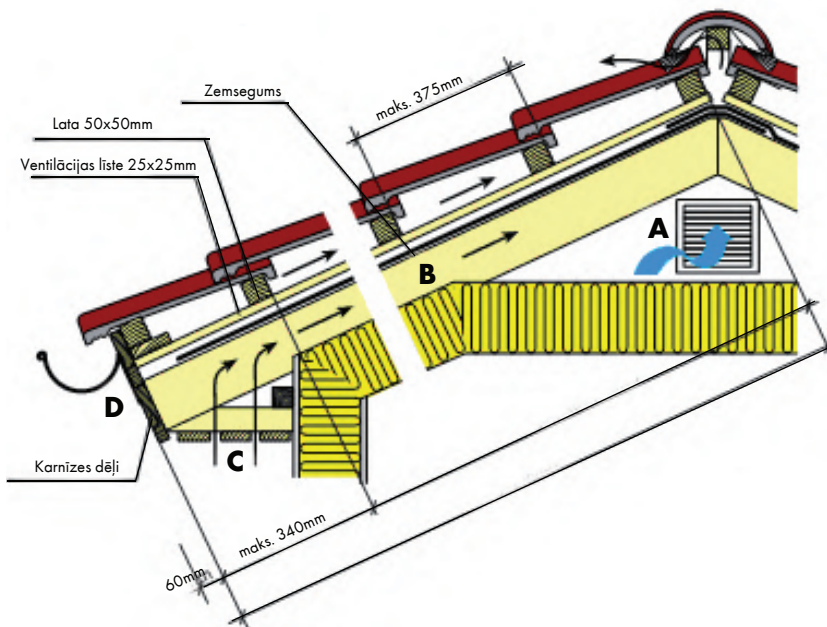 Zemsegums
maks. 375mm
Lata 50x50mm
Ventilācijas līste 25x25mm
A
B
D
C
Karnīzes dēļi
maks. 340mm
60mm